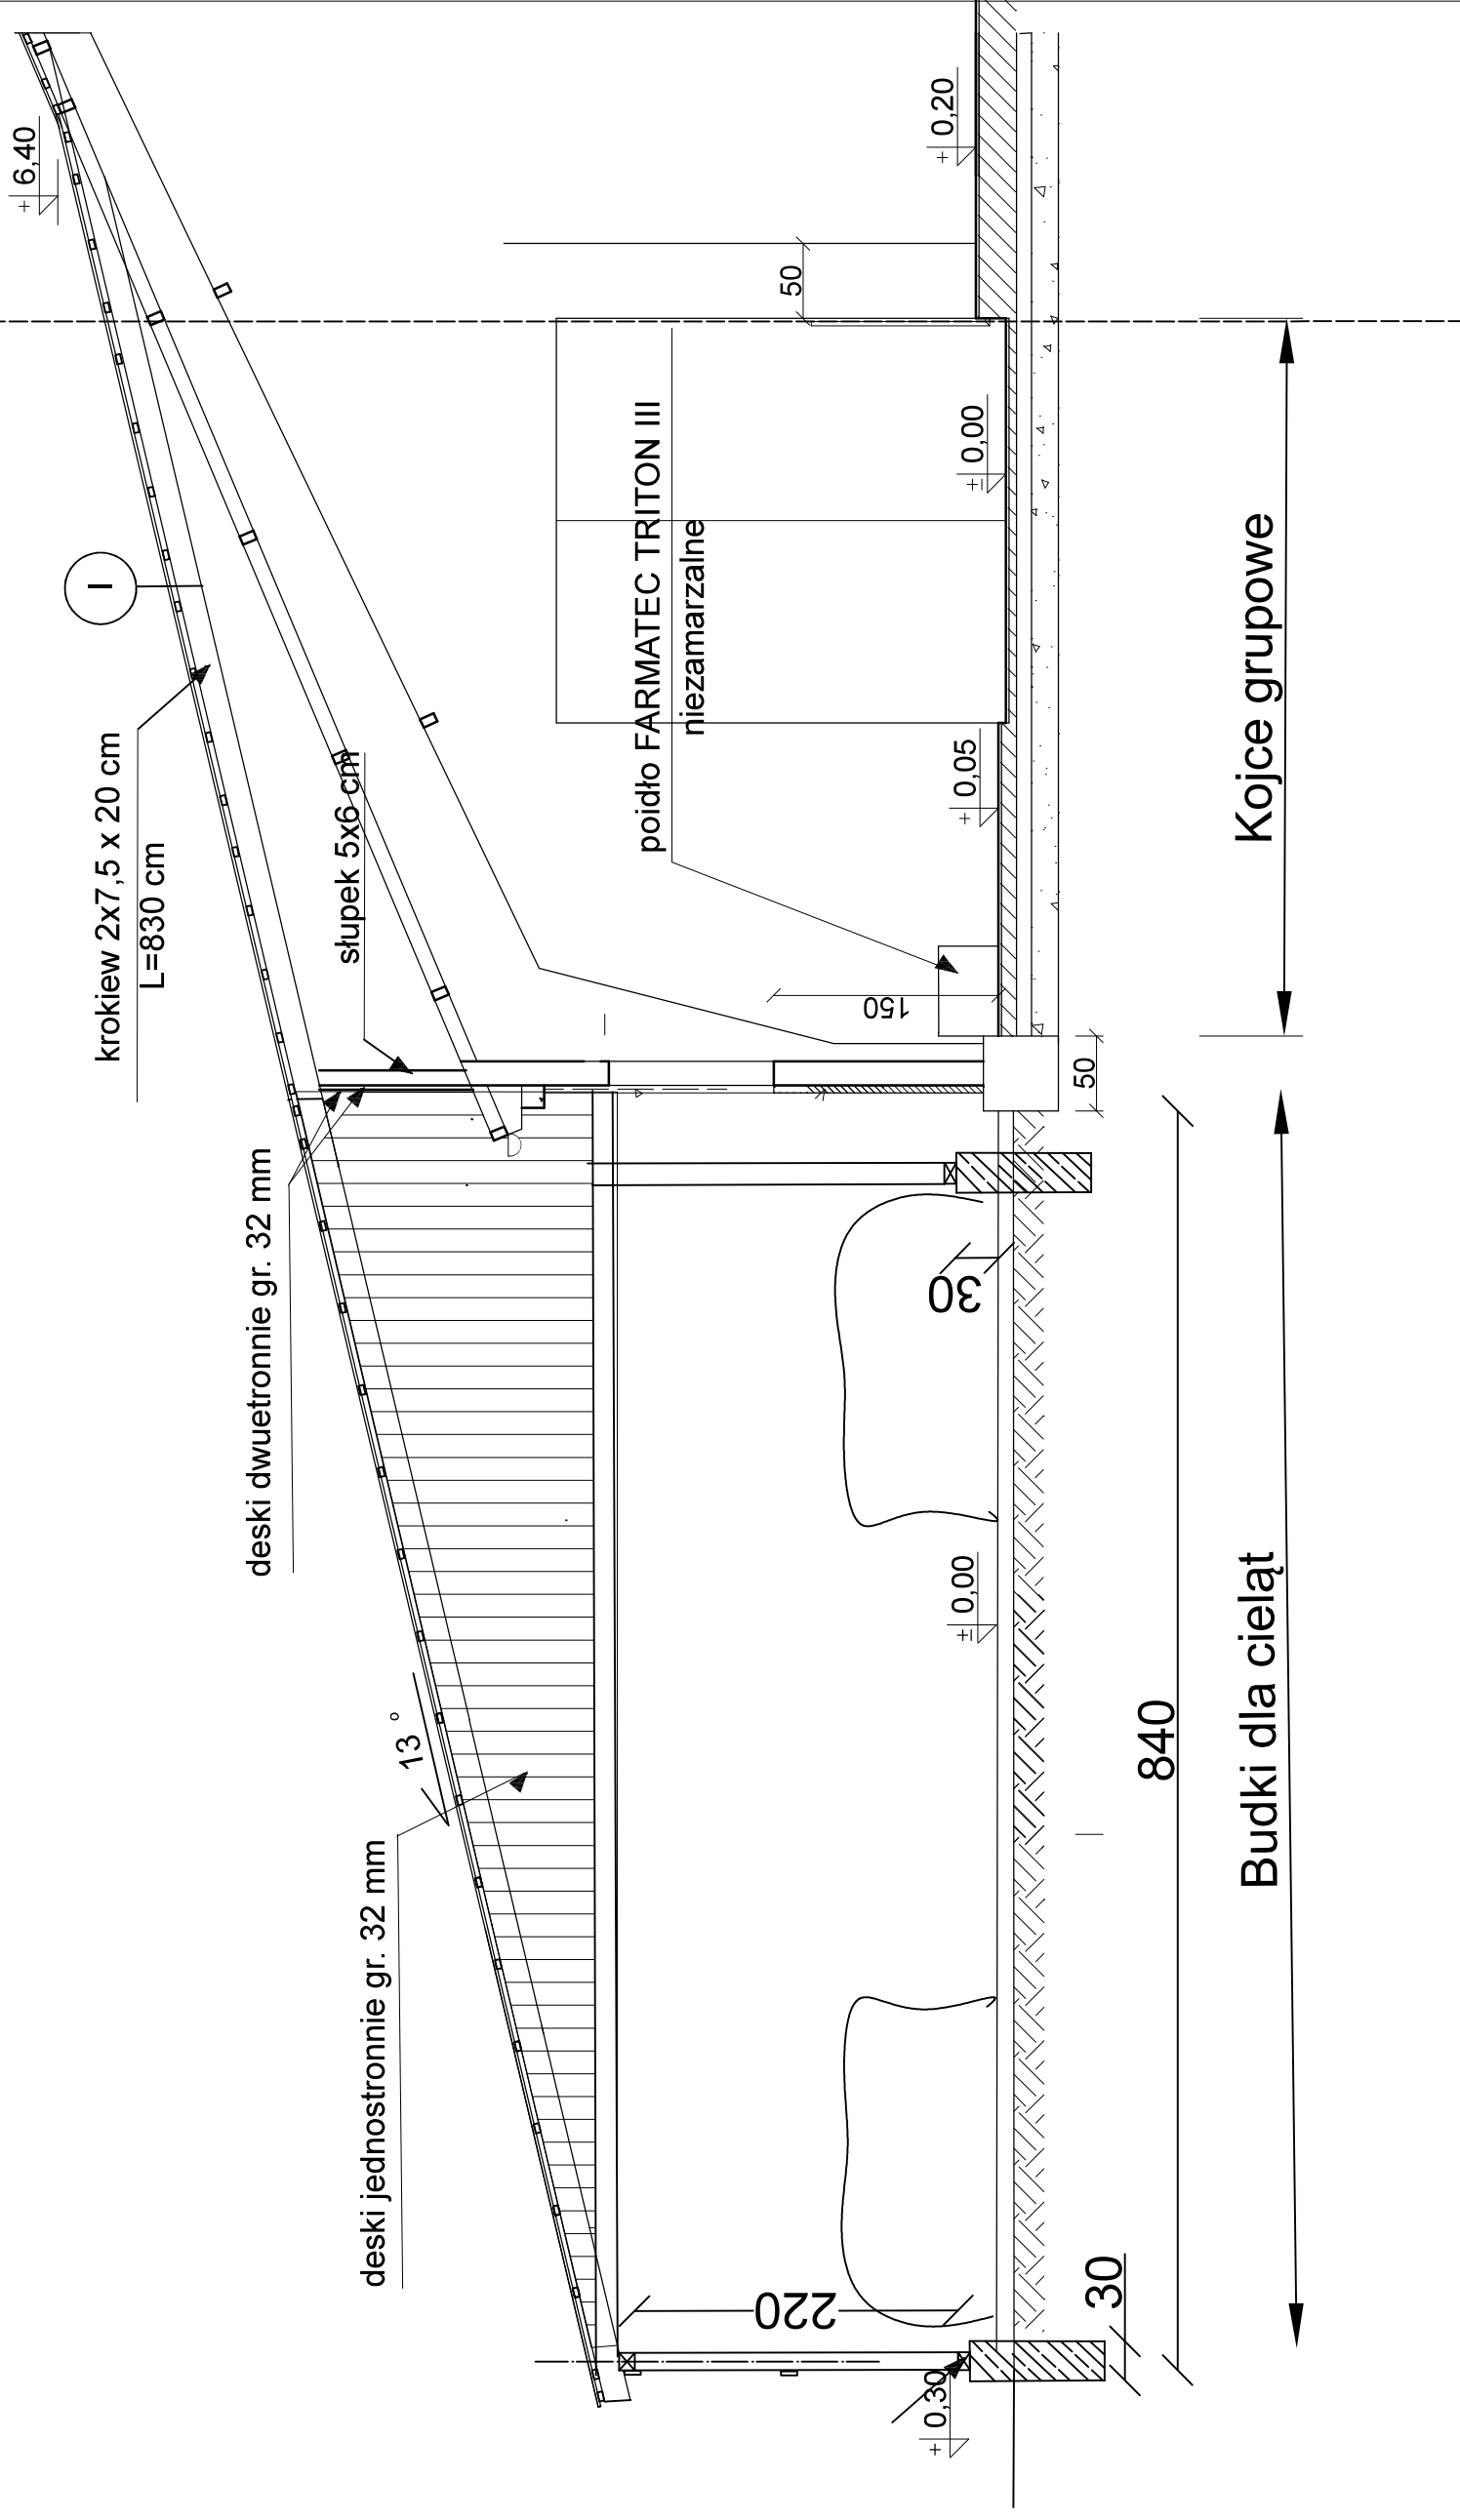 + 6,40
I
krokiew 2x7,5 x 20 cm
L=830 cm
słupek 5x6 cm
deski dwuetronnie gr. 32 mm
13 °
deski jednostronnie gr. 32 mm
poidło FARMATEC TRITON III
niezamarzalne
50
+ 0,20
± 0,00
+ 0,05
150
50
30
± 0,00
220
+ 0,30
30
840
Budki dla cieląt
Kojce grupowe